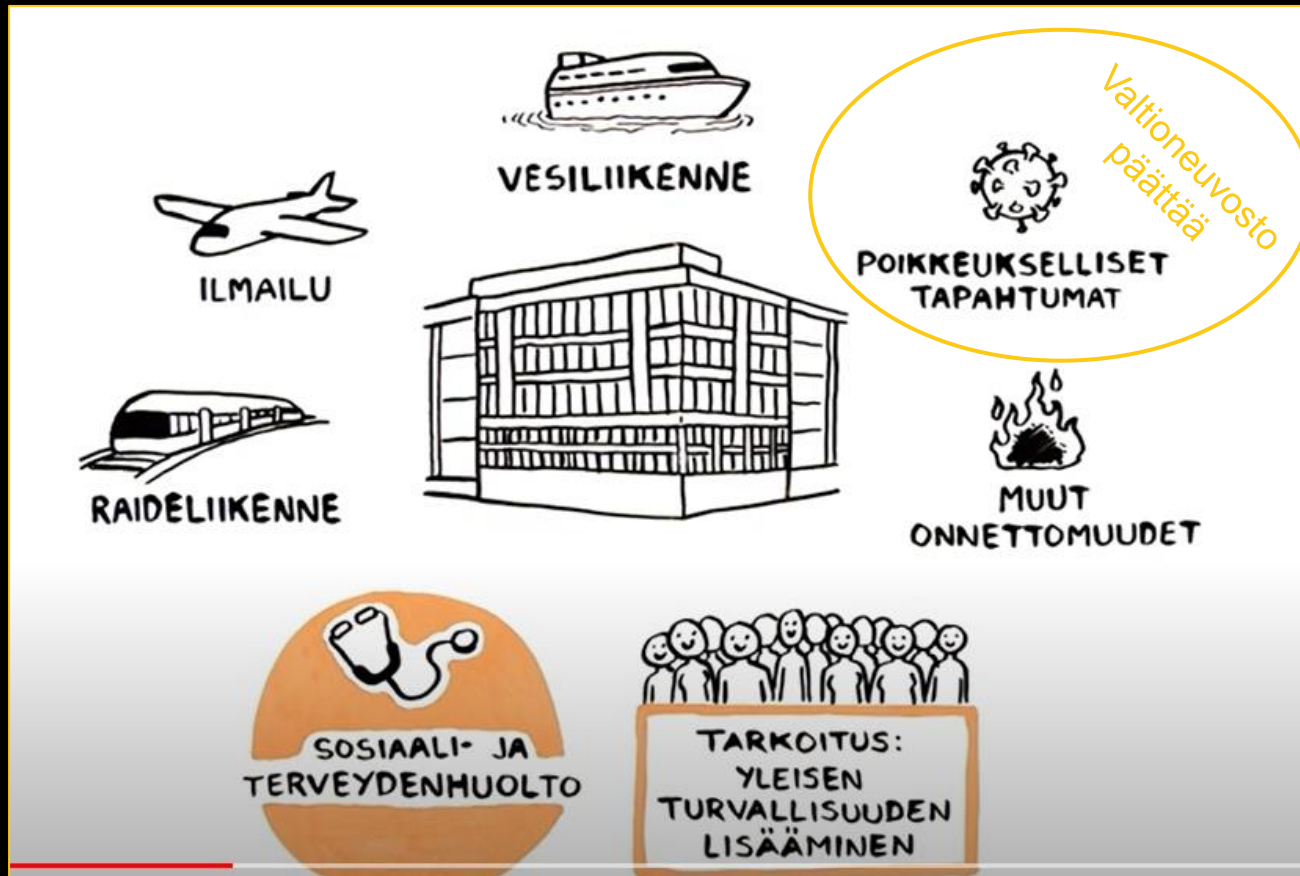 VESILIIKENNE
Valtioneuvosto
päättää
ILMAILU
POIKKEUKSELLISET
TAPAHTUMAT
RAIDELIIKENNE
MUUT
ONNETTOMUUDET
SOSIAALI- JA
TERVEYDENHUOLTO
TARKOITUS:
YLEISEN
TURVALLISUUDEN
LISÄÄMINEN